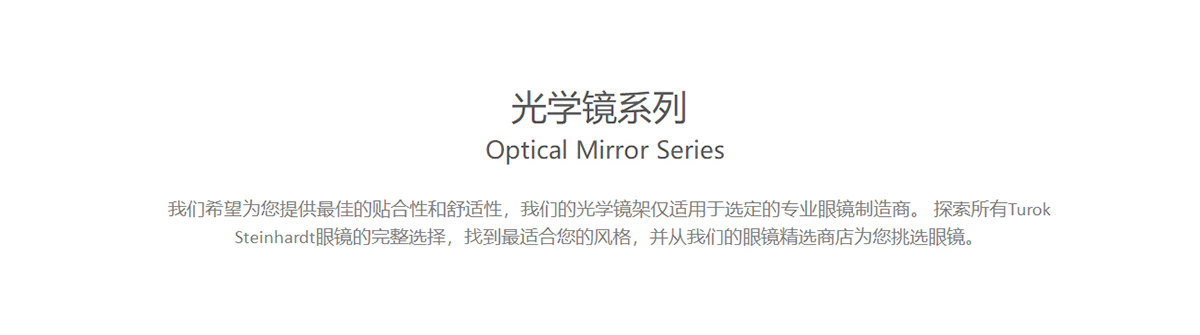 光学镜系列
Optical Mirror Series
我们希望为您提供最佳的贴合性和舒适性，我们的光学镜架仅适用于选定的专业眼镜制造商。 探索所有Turok
Steinhardt眼镜的完整选择，找到最适合您的风格，并从我们的眼镜精选商店为您挑选眼镜。